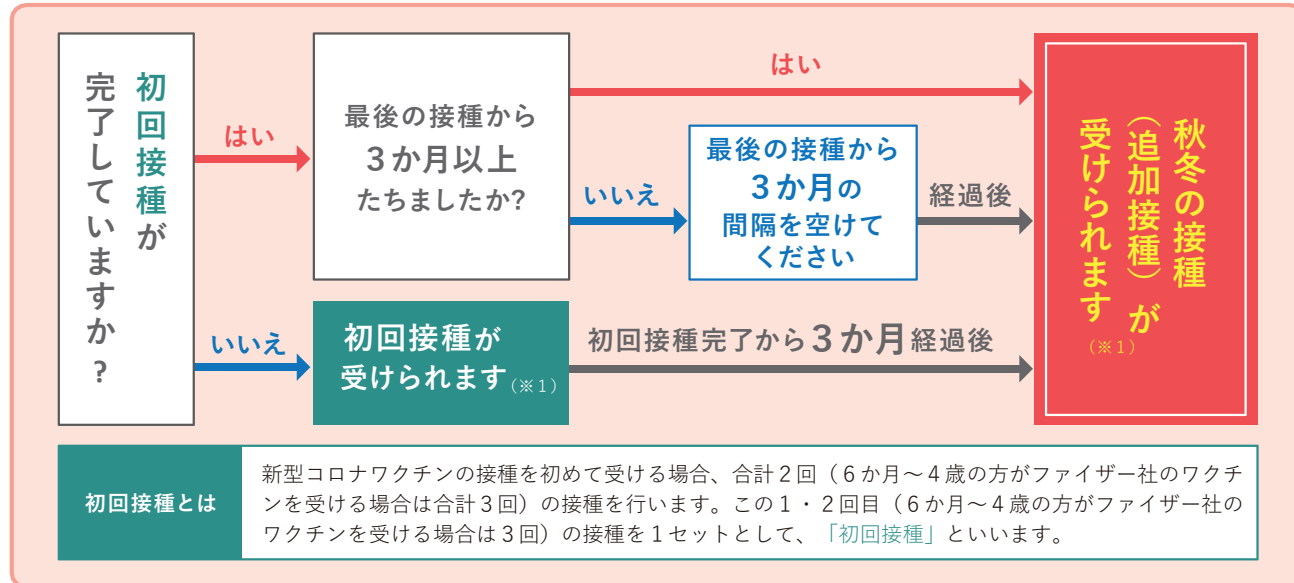 初回接種が
完了していますか?
はい
いいえ
最後の接種から
3か月以上
たちましたか?
はい
いいえ
最後の接種から
3か月の
間隔を空けて
ください
経過後
初回接種が
受けられます(※1)
初回接種完了から3か月経過後
秋冬の接種
(追加接種)が
受けられます
(※1)
初回接種とは
新型コロナワクチンの接種を初めて受ける場合、合計2回(6か月~4歳の方がファイザー社のワクチ
ンを受ける場合は合計3回)の接種を行います。この1・2回目(6か月~4歳の方がファイザー社の
ワクチンを受ける場合は3回)の接種を1セットとして、「初回接種」といいます。